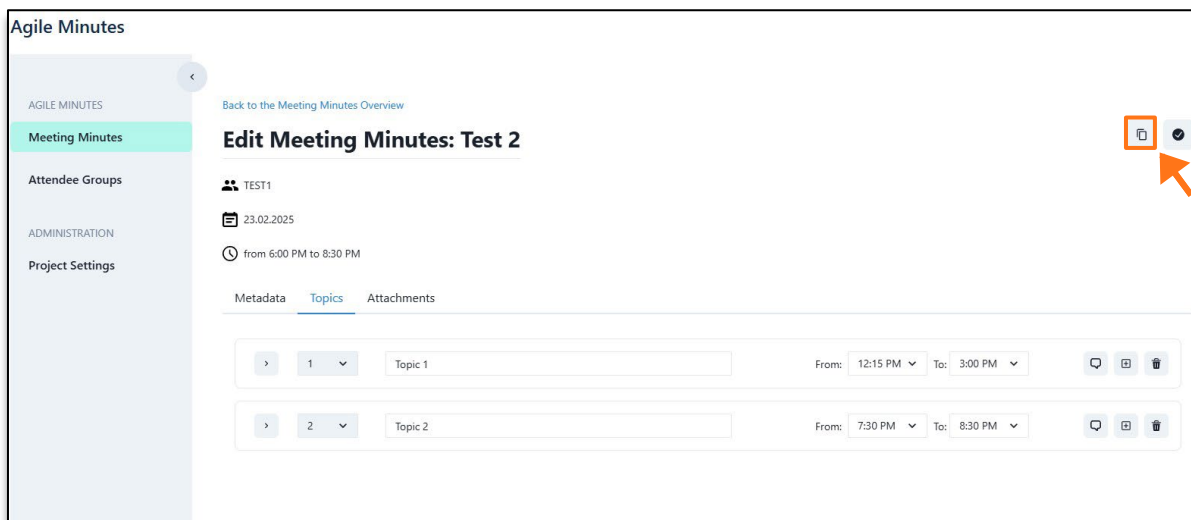 Agile Minutes
AGILE MINUTES
Meeting Minutes
Attendee Groups
ADMINISTRATION
Project Settings
Back to the Meeting Minutes Overview
Edit Meeting Minutes: Test 2
TEST1
23.02.2025
from 6:00 PM to 8:30 PM
Metadata Topics Attachments
1 Topic 1 From: 12:15 PM To: 3:00 PM
2 Topic 2 From: 7:30 PM To: 8:30 PM